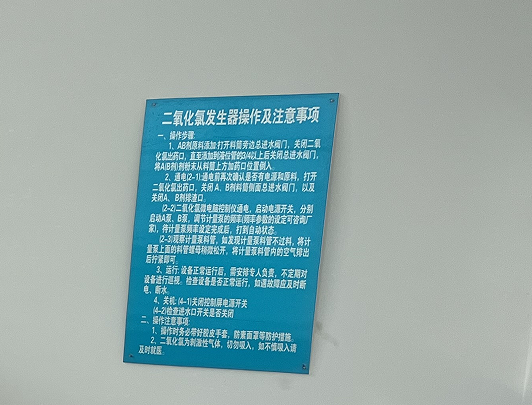 二氧化氯发生器操作及注意事项
一、操作步骤:
1、AB剂原料添加:打开料筒旁边总进水阀门，关闭二氧
化氯出药口，直至添加到液位管的3/4以上后关闭总进水阀门，
将A(B剂)剂粉末从料筒上方加药口位置倒入。
2、通电(2-1):通电前再次确认是否有电源和原料，打开
二氧化氯出药口，关闭 A、B剂料筒侧面总进水阀门，以及
关闭A、B剂排渣口
(2-2)二氧化氯微电脑控制仪通电，启动电源开关，分别
启动A泵、B泵，调节计量泵的频率(频率参数的设定可咨询厂
家)，待计量泵频率设定完成后，打到自动状态。
(2-3)观察计量泵料管，如发现计量泵料管不过料，将计
量泵上面的料管螺母稍微松开，将计量泵料管内的空气排出
后拧紧即可。
3、运行: 设备正常运行后，需安排专人负责，不定期对
设备进行巡视。检查设备是否正常运行，如遇故障应及时断
电、断水。
4、关机: (4-1)关闭控制屏电源开关
(4-2)检查进水口开关是否关闭
二、操作注意事项:
1、操作时务必带好胶皮手套，防毒面罩等防护措施。
2、二氧化氯为刺激性气体，切勿吸入，如不慎吸入请
及时就医。